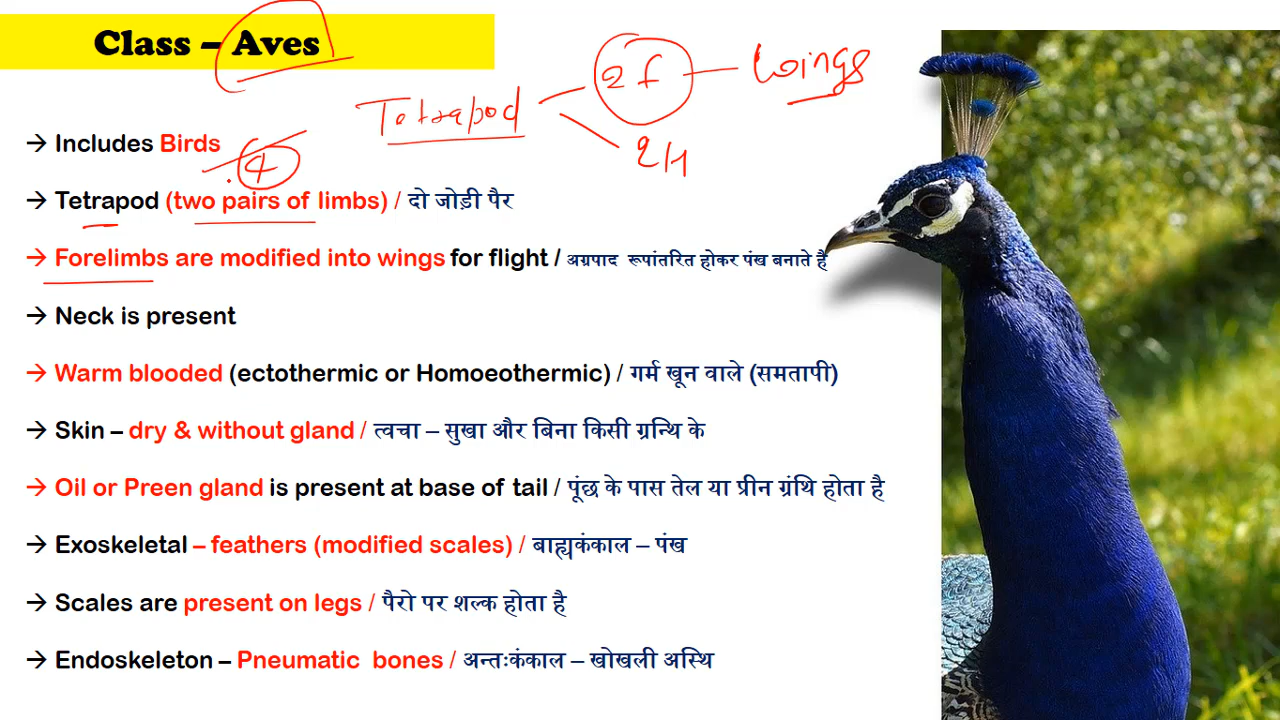 Class – Aves
Tetrapod
2 f
wings
2H
→ Includes Birds
4
→ Tetrapod (two pairs of limbs) / दो जोड़ी पैर
→ Forelimbs are modified into wings for flight / अग्रपाद रूपांतरित होकर पंख बनाते हैं
→ Neck is present
→ Warm blooded (ectothermic or Homoeothermic) / गर्म खून वाले (समतापी)
→ Skin – dry & without gland / त्वचा – सुखा और बिना किसी ग्रन्थि के
→ Oil or Preen gland is present at base of tail / पूंछ के पास तेल या प्रीन ग्रंथि होता है
→ Exoskeletal – feathers (modified scales) / बाह्यकंकाल – पंख
→ Scales are present on legs / पैरो पर शल्क होता है
→ Endoskeleton – Pneumatic bones / अन्तःकंकाल – खोखली अस्थि